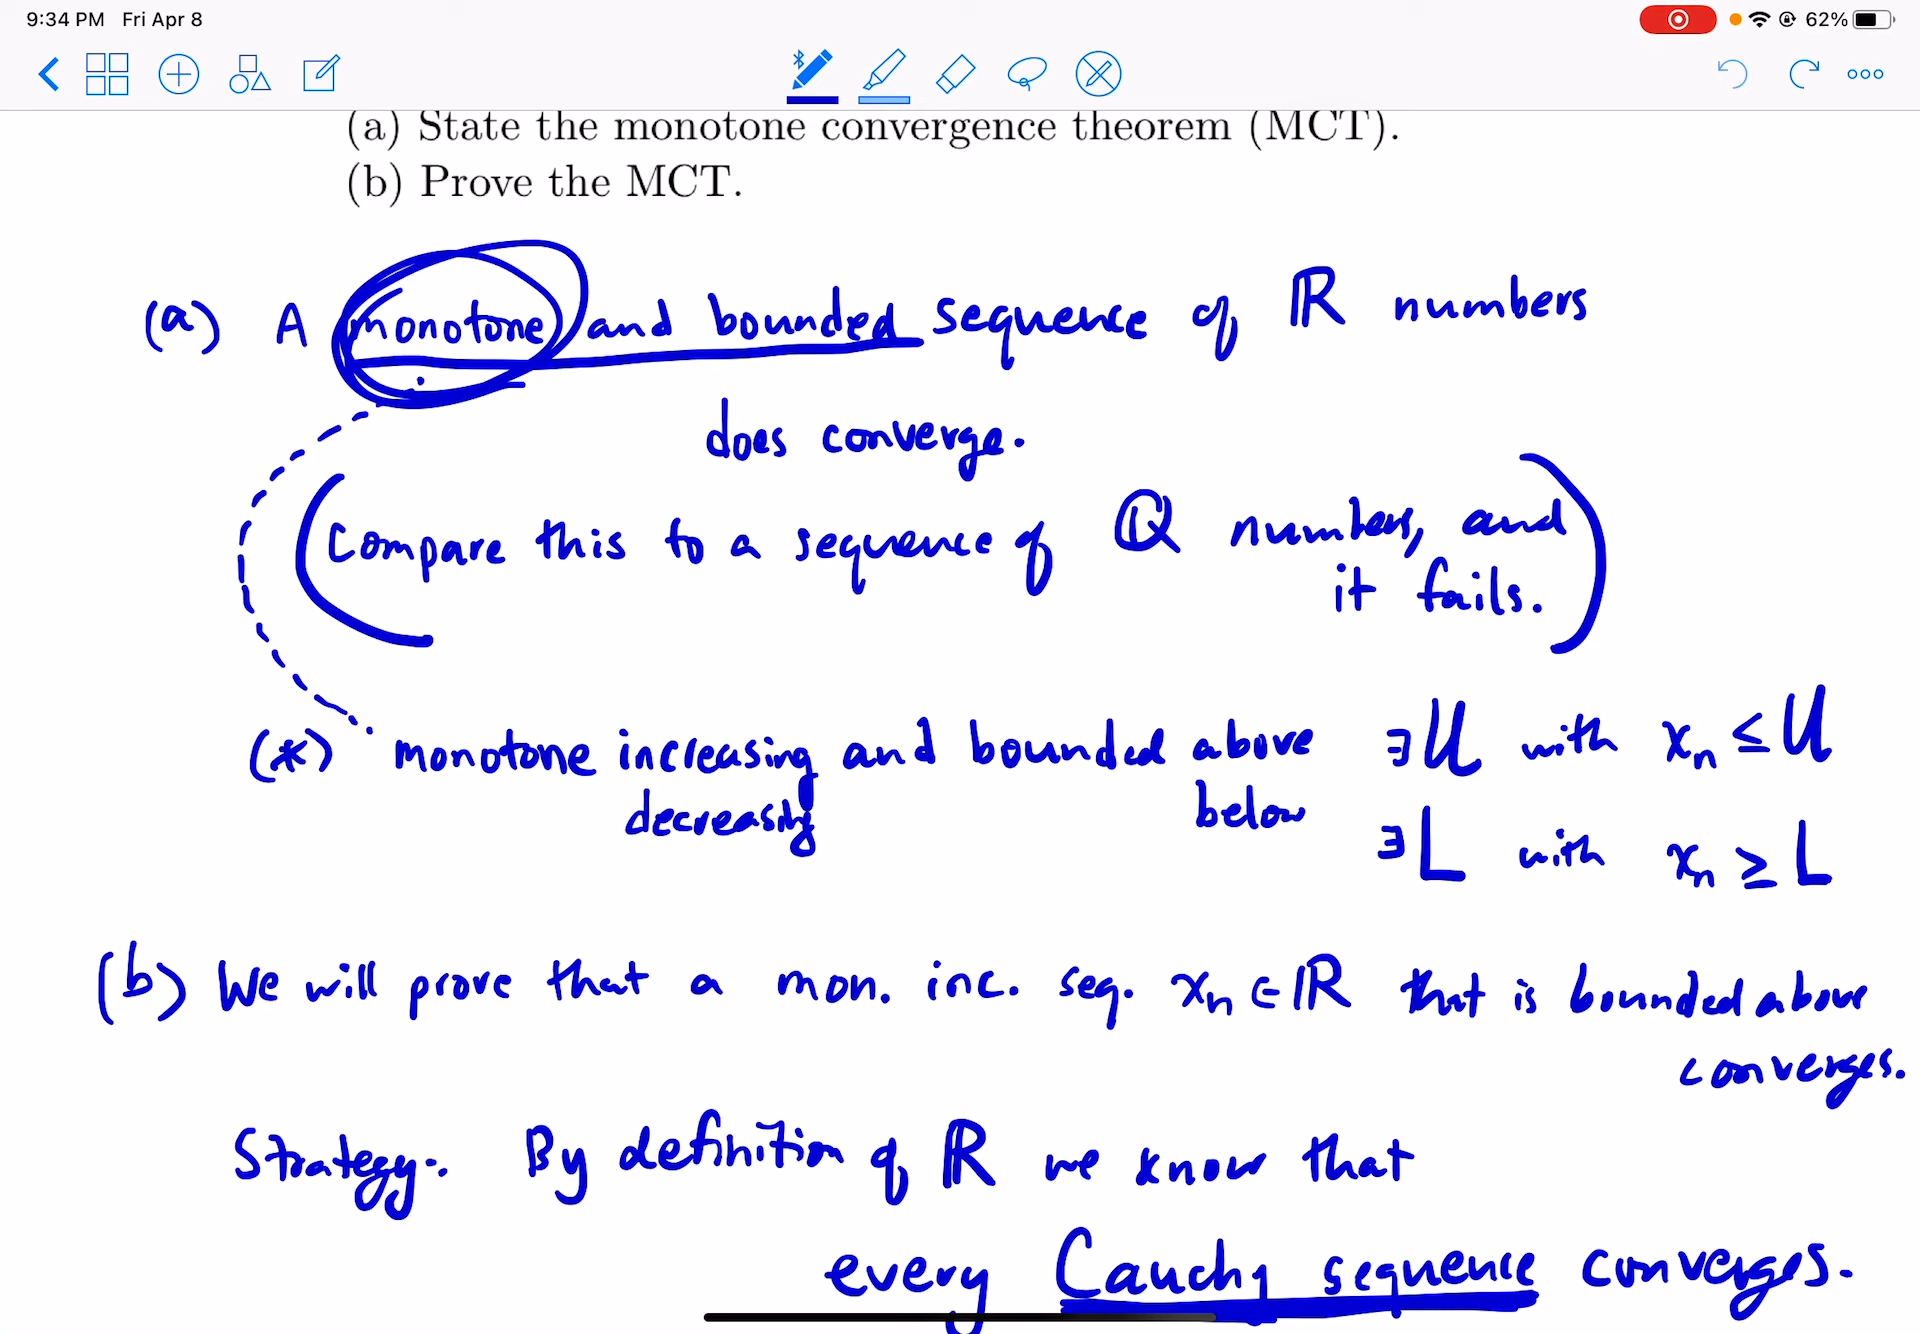 9:34 PM Fri Apr 8 62%
(a) State the monotone convergence theorem (MCT).
(b) Prove the MCT.
(a) A monotone and bounded sequence of ℝ numbers
does converge.
(Compare this to a sequence of ℚ numbers, and
it fails.)
(*) monotone increasing and bounded above ∃ U with xₙ ≤ U
decreasing below ∃ L with xₙ ≥ L
(b) We will prove that a mon. inc. seq. xₙ ∈ ℝ that is bounded above
converges.
Strategy: By definition of ℝ we know that
every Cauchy sequence converges.